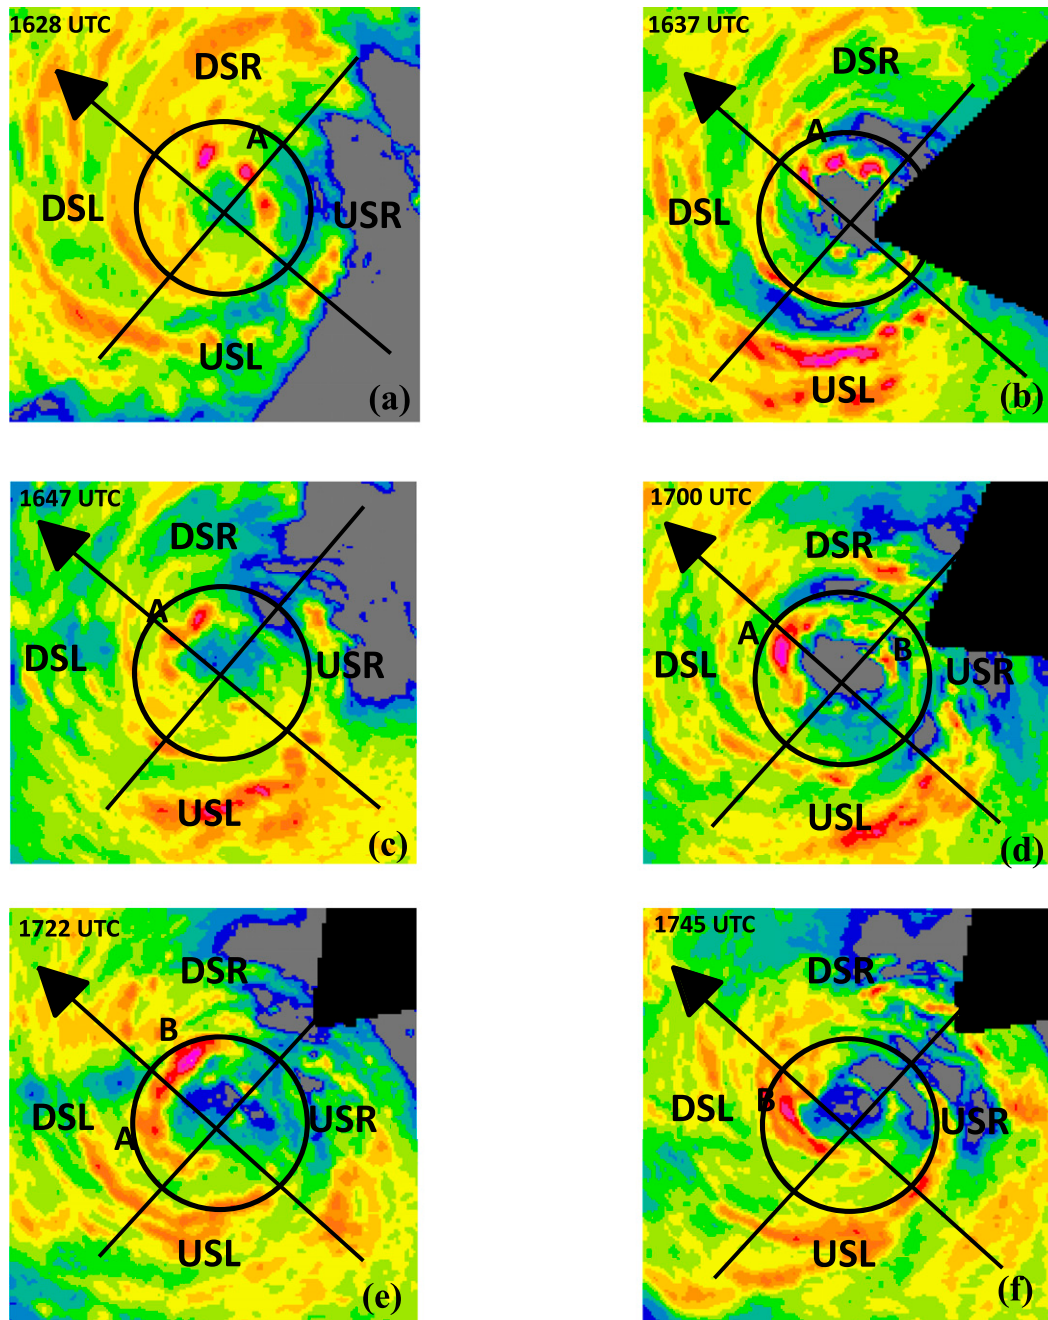 1628 UTC
DSR
A
DSL
USR
USL
(a)
1637 UTC
DSR
A
DSL
USL
(b)
1647 UTC
DSR
A
DSL
USR
USL
(c)
1700 UTC
DSR
A
B
DSL
USR
USL
(d)
1722 UTC
DSR
B
A
DSL
USR
USL
(e)
1745 UTC
DSR
B
DSL
USR
USL
(f)